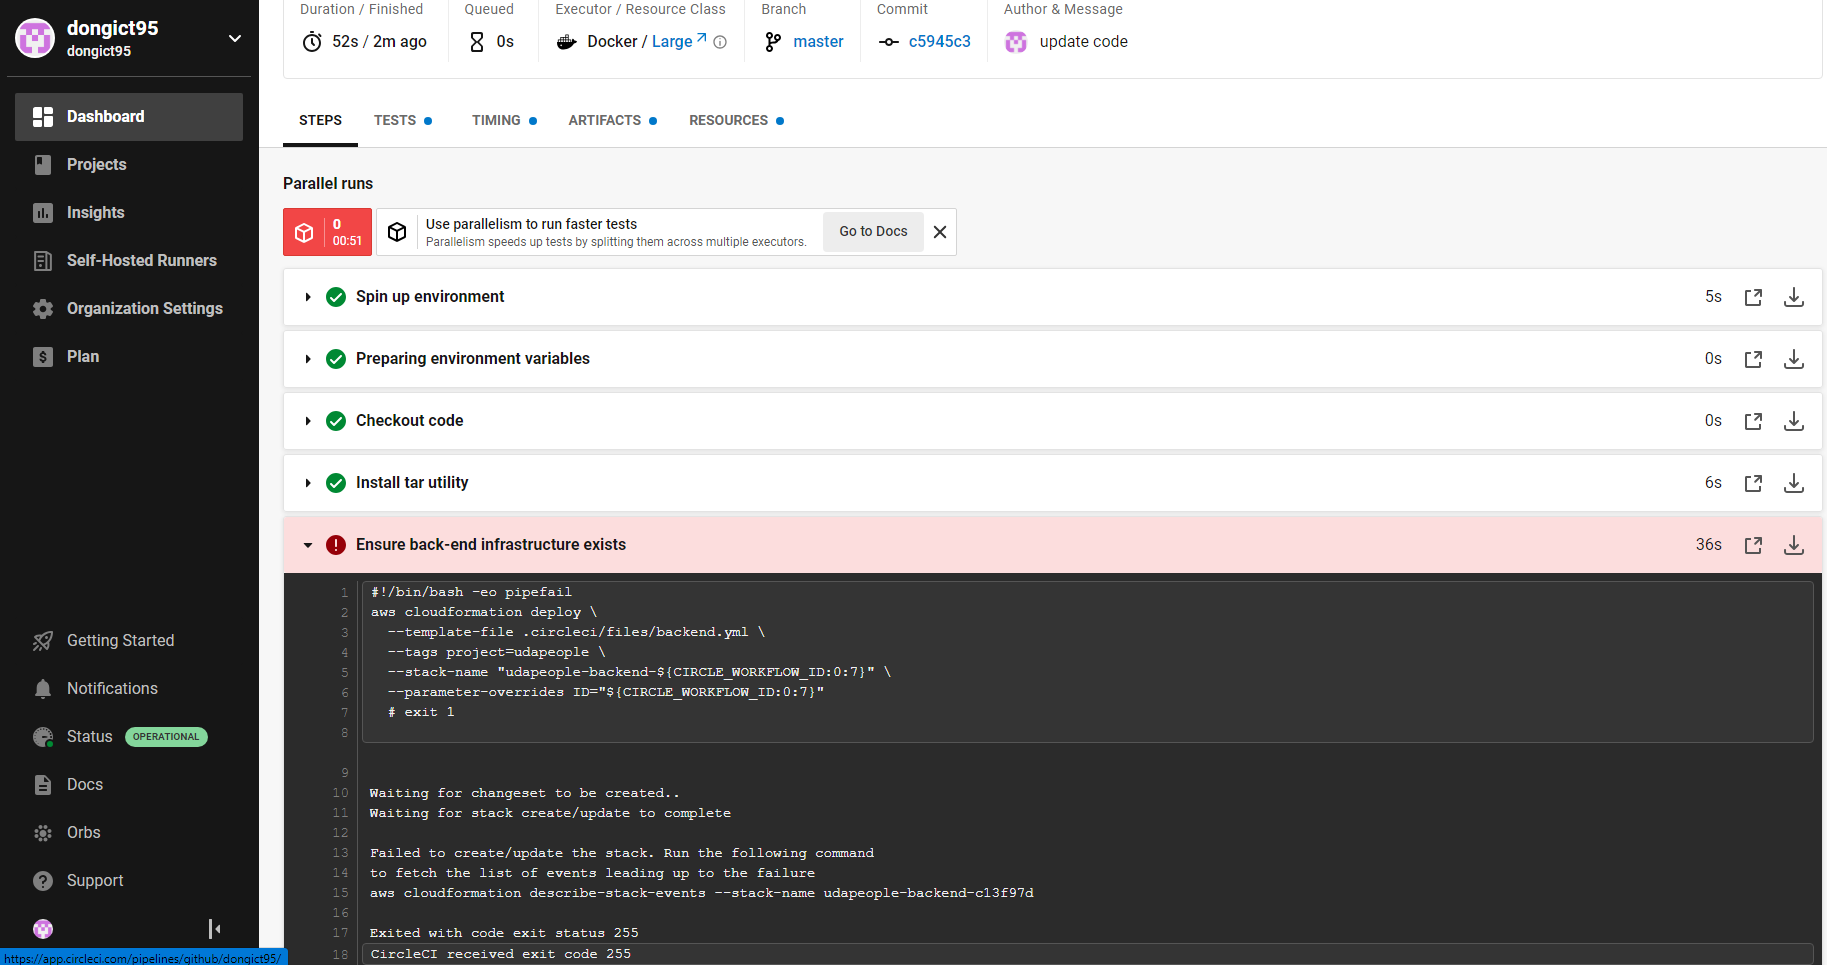 dongict95
dongict95
Dashboard
Projects
Insights
Self-Hosted Runners
Organization Settings
Plan
Getting Started
Notifications
Status OPERATIONAL
Docs
Orbs
Support
https://app.circleci.com/pipelines/github/dongict95/
Duration / Finished
52s / 2m ago
Queued
0s
Executor / Resource Class
Docker / Large
Branch
master
Commit
c5945c3
Author & Message
update code
STEPS TESTS TIMING ARTIFACTS RESOURCES
Parallel runs
0
00:51
Use parallelism to run faster tests
Parallelism speeds up tests by splitting them across multiple executors.
Go to Docs
Spin up environment 5s
Preparing environment variables 0s
Checkout code 0s
Install tar utility 6s
Ensure back-end infrastructure exists 36s
1 #!/bin/bash -eo pipefail
2 aws cloudformation deploy \
3 --template-file .circleci/files/backend.yml \
4 --tags project=udapeople \
5 --stack-name "udapeople-backend-${CIRCLE_WORKFLOW_ID:0:7}" \
6 --parameter-overrides ID="${CIRCLE_WORKFLOW_ID:0:7}"
7 # exit 1
8
9
10 Waiting for changeset to be created..
11 Waiting for stack create/update to complete
12
13 Failed to create/update the stack. Run the following command
14 to fetch the list of events leading up to the failure
15 aws cloudformation describe-stack-events --stack-name udapeople-backend-c13f97d
16
17 Exited with code exit status 255
18 CircleCI received exit code 255